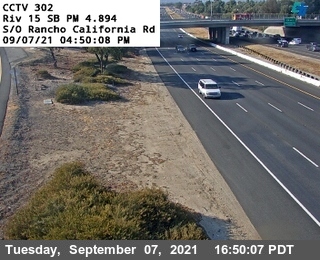 CCTV 302
Riv 15 SB PM 4.894
S/O Rancho California Rd
09/07/21 04:50:08 PM
Tuesday, September 07, 2021 16:50:07 PDT